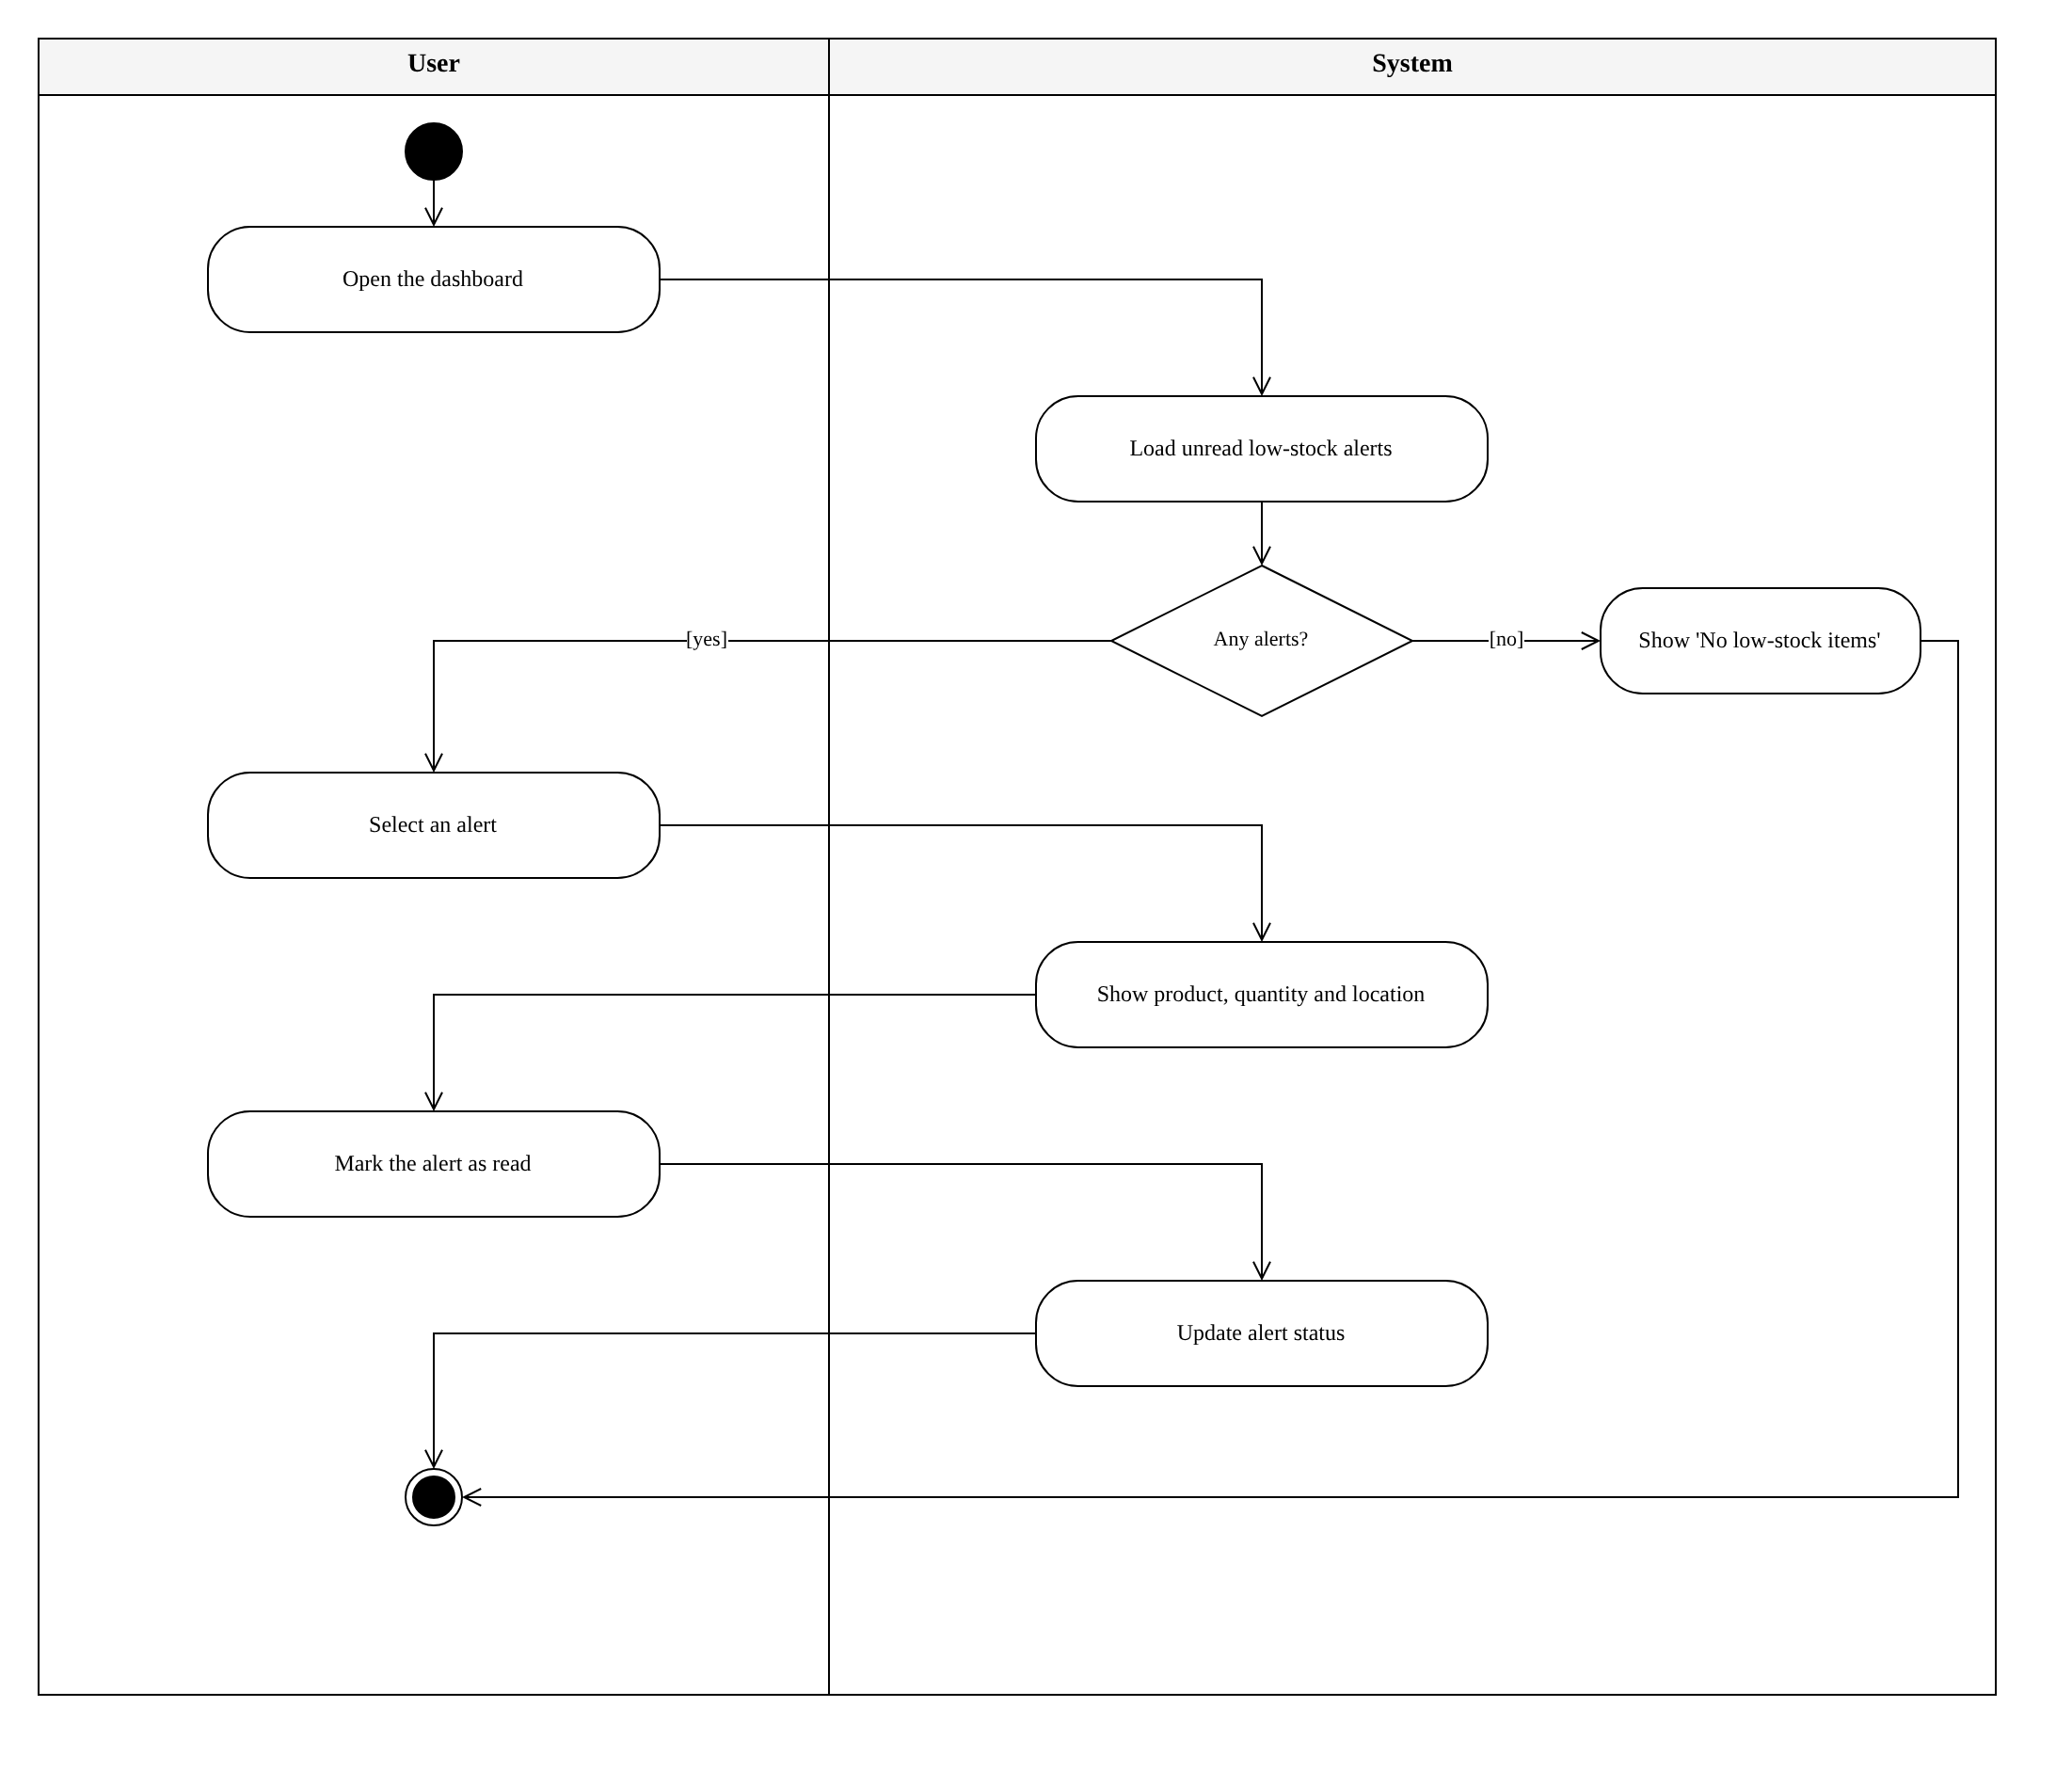 User
System
Open the dashboard
Load unread low-stock alerts
Any alerts?
[yes]
[no]
Show 'No low-stock items'
Select an alert
Show product, quantity and location
Mark the alert as read
Update alert status